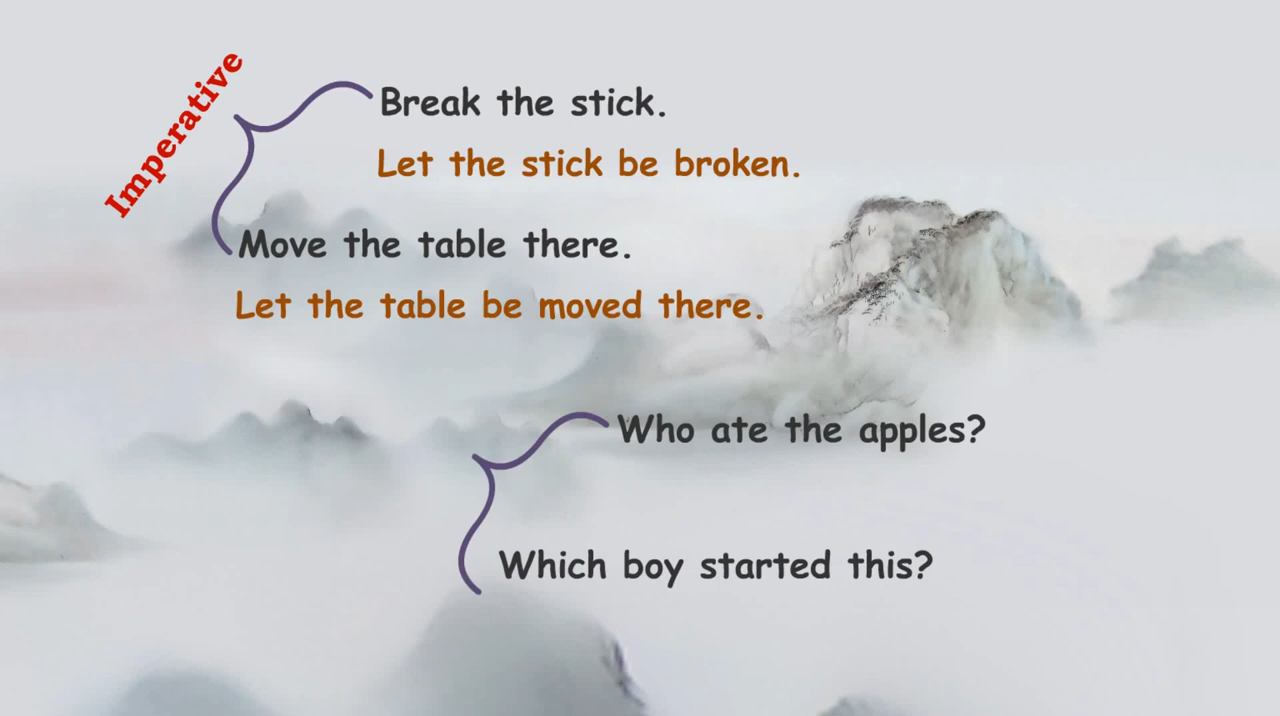 Imperative
Break the stick.
Let the stick be broken.
Move the table there.
Let the table be moved there.
Who ate the apples?
Which boy started this?